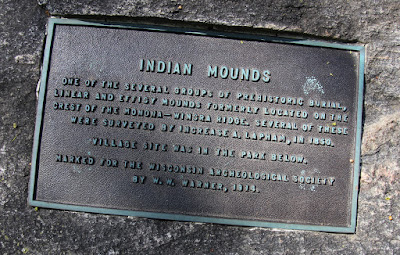 INDIAN MOUNDS
ONE OF THE SEVERAL GROUPS OF PREHISTORIC BURIAL,
LINEAR AND EFFIGY MOUNDS FORMERLY LOCATED ON THE
CREST OF THE MONONA-WINGRA RIDGE. SEVERAL OF THESE
WERE SURVEYED BY INCREASE A. LAPHAM, IN 1850.
VILLAGE SITE WAS IN THE PARK BELOW.
MARKED FOR THE WISCONSIN ARCHEOLOGICAL SOCIETY
BY W. W. WARNER, 1915.